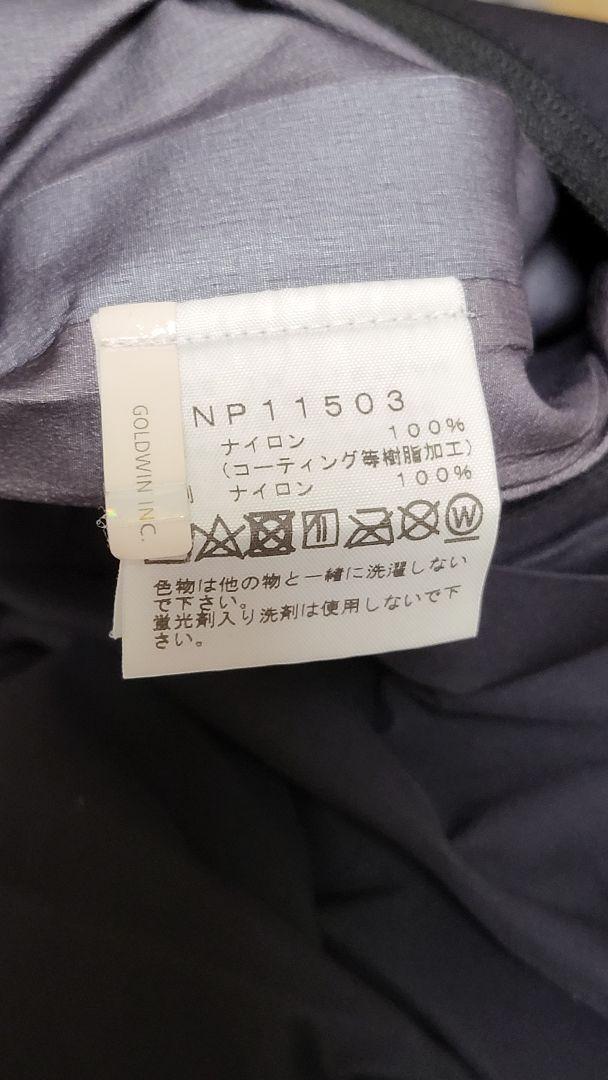 GOLDWIN INC.
NP11503
ナイロン 100%
(コーティング等樹脂加工)
ナイロン 100%
W
色物は他の物と一緒に洗濯しない
で下さい。
蛍光剤入り洗剤は使用しないで下
さい。